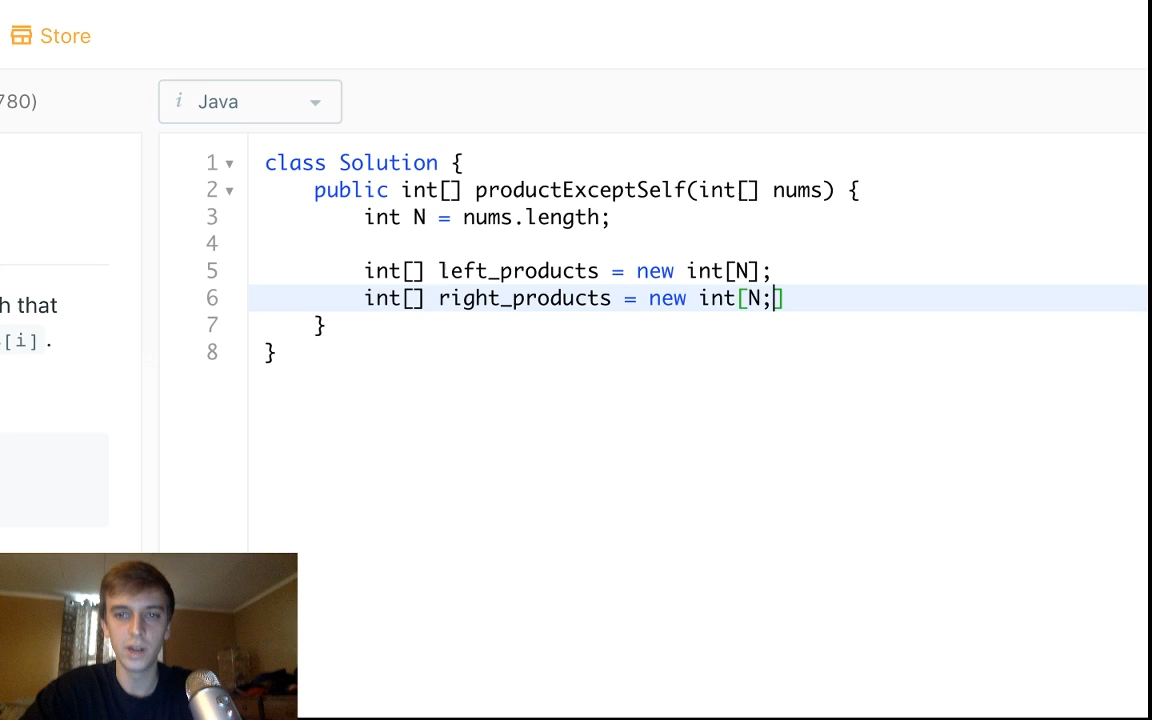 Store
780)
i Java
1 class Solution {
2 public int[] productExceptSelf(int[] nums) {
3 int N = nums.length;
4
5 int[] left_products = new int[N];
6 int[] right_products = new int[N;]
7 }
8 }
h that
[i].